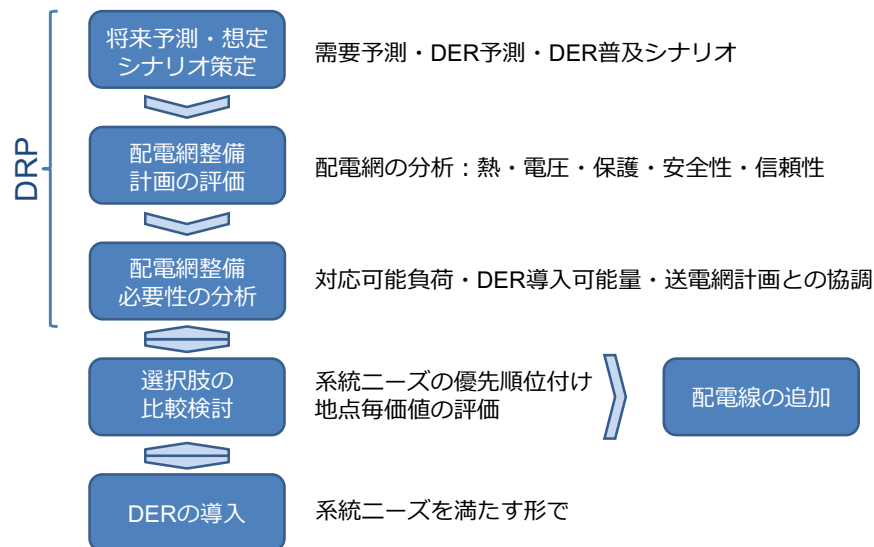 DRP
将来予測・想定
シナリオ策定
需要予測・DER予測・DER普及シナリオ
配電網整備
計画の評価
配電網の分析：熱・電圧・保護・安全性・信頼性
配電網整備
必要性の分析
対応可能負荷・DER導入可能量・送電網計画との協調
選択肢の
比較検討
系統ニーズの優先順位付け
地点毎価値の評価
配電線の追加
DERの導入
系統ニーズを満たす形で